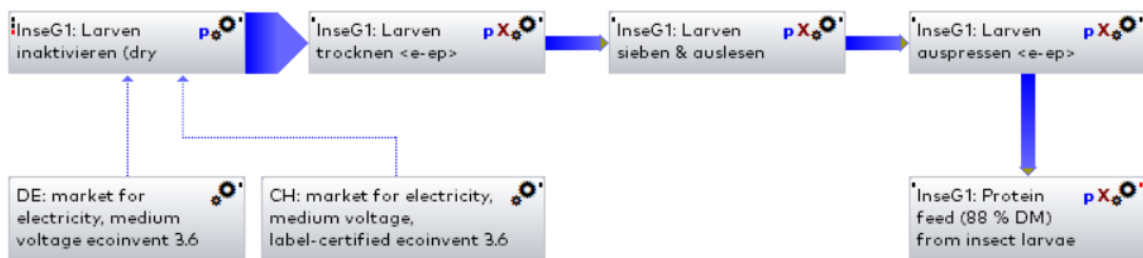 InseG1: Larven
inaktivieren (dry
p
InseG1: Larven
trocknen <e-ep>
p X
InseG1: Larven
sieben & auslesen
p X
InseG1: Larven
auspressen <e-ep>
p X
DE: market for
electricity, medium
voltage ecoinvent 3.6
CH: market for electricity,
medium voltage,
label-certified ecoinvent 3.6
InseG1: Protein
feed (88 % DM)
from insect larvae
p X